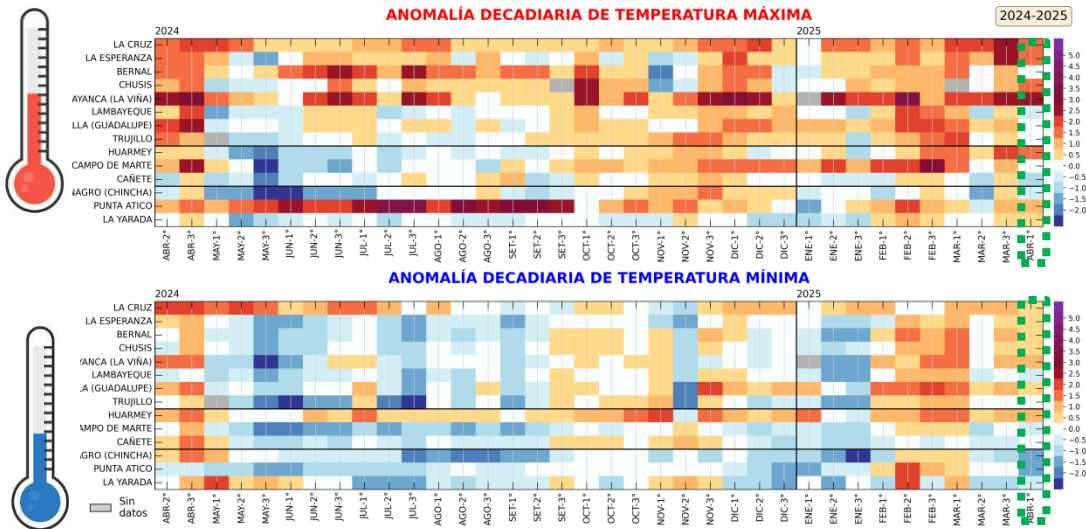 ANOMALÍA DECADIARIA DE TEMPERATURA MÁXIMA
2024-2025
2024
2025
LA CRUZ
LA ESPERANZA
BERNAL
CHUSIS
AYANCA (LA VIÑA)
LAMBAYEQUE
LLA (GUADALUPE)
TRUJILLO
HUARMEY
CAMPO DE MARTE
CAÑETE
NAGRO (CHINCHA)
PUNTA ATICO
LA YARADA
5.0
4.5
4.0
3.5
3.0
2.5
2.0
1.5
1.0
0.5
0.0
−0.5
−1.0
−1.5
−2.0
−2.5
ABR-2° ABR-3° MAY-1° MAY-2° MAY-3° JUN-1° JUN-2° JUN-3° JUL-1° JUL-2° JUL-3° AGO-1° AGO-2° AGO-3° SET-1° SET-2° SET-3° OCT-1° OCT-2° OCT-3° NOV-1° NOV-2° NOV-3° DIC-1° DIC-2° DIC-3° ENE-1° ENE-2° ENE-3° FEB-1° FEB-2° FEB-3° MAR-1° MAR-2° MAR-3° ABR-1°
ANOMALÍA DECADIARIA DE TEMPERATURA MÍNIMA
2024
2025
LA CRUZ
LA ESPERANZA
BERNAL
CHUSIS
YANCA (LA VIÑA)
LAMBAYEQUE
LA (GUADALUPE)
TRUJILLO
HUARMEY
AMPO DE MARTE
CAÑETE
AGRO (CHINCHA)
PUNTA ATICO
LA YARADA
5.0
4.5
4.0
3.5
3.0
2.5
2.0
1.5
1.0
0.5
0.0
−0.5
−1.0
−1.5
−2.0
−2.5
Sin
datos
ABR-2° ABR-3° MAY-1° MAY-2° MAY-3° JUN-1° JUN-2° JUN-3° JUL-1° JUL-2° JUL-3° AGO-1° AGO-2° AGO-3° SET-1° SET-2° SET-3° OCT-1° OCT-2° OCT-3° NOV-1° NOV-2° NOV-3° DIC-1° DIC-2° DIC-3° ENE-1° ENE-2° ENE-3° FEB-1° FEB-2° FEB-3° MAR-1° MAR-2° MAR-3° ABR-1°